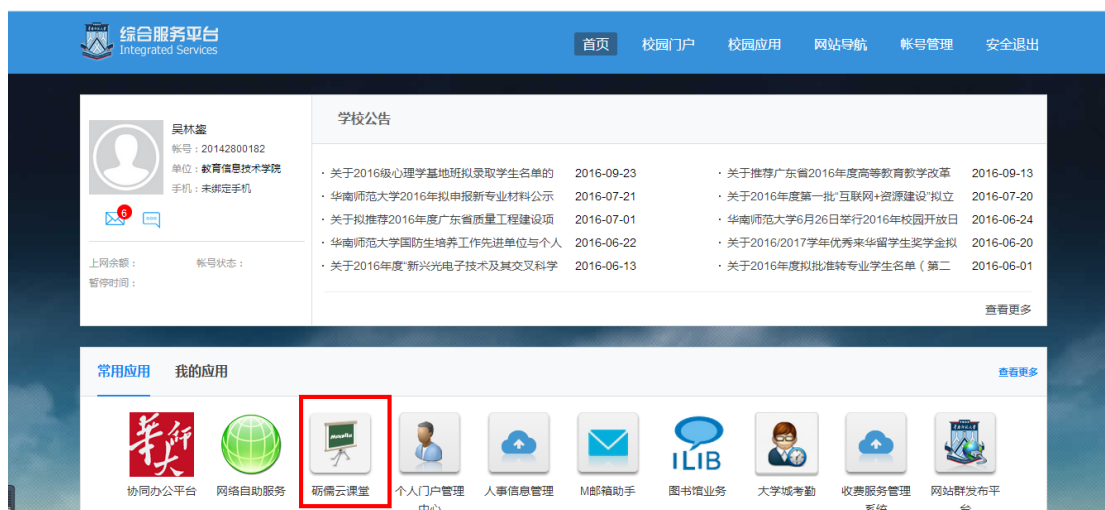 综合服务平台
Integrated Services
首页 校园门户 校园应用 网站导航 帐号管理 安全退出
吴林鋆
帐号：20142800182
单位：教育信息技术学院
手机：未绑定手机
6
上网余额： 帐号状态：
暂停时间：
学校公告
· 关于2016级心理学基地班拟录取学生名单的 2016-09-23
· 华南师范大学2016年拟申报新专业材料公示 2016-07-21
· 关于拟推荐2016年度广东省质量工程建设项 2016-07-01
· 华南师范大学国防生培养工作先进单位与个人 2016-06-22
· 关于2016年度"新兴光电子技术及其交叉科学 2016-06-13
· 关于推荐广东省2016年度高等教育教学改革 2016-09-13
· 关于2016年度第一批"互联网+资源建设"拟立 2016-07-20
· 华南师范大学6月26日举行2016年校园开放日 2016-06-24
· 关于2016/2017学年优秀来华留学生奖学金拟 2016-06-20
· 关于2016年度拟批准转专业学生名单（第二 2016-06-01
查看更多
常用应用 我的应用 查看更多
华师大
moodle
iLIB
协同办公平台 网络自助服务 砺儒云课堂 个人门户管理中心 人事信息管理 M邮箱助手 图书馆业务 大学城考勤 收费服务管理系统 网站群发布平台